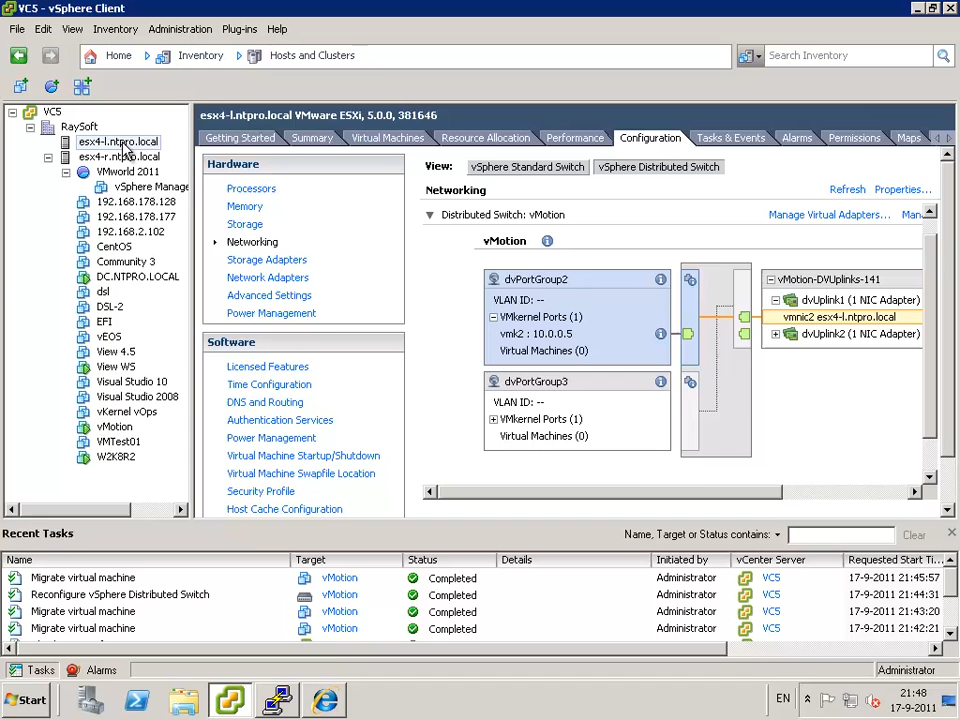 VC5 - vSphere Client
File Edit View Inventory Administration Plug-ins Help
Home Inventory Hosts and Clusters Search Inventory
VC5
RaySoft
esx4-l.ntpro.local
esx4-r.ntpro.local
VMworld 2011
vSphere Manage
192.168.178.128
192.168.178.177
192.168.2.102
CentOS
Community 3
DC.NTPRO.LOCAL
dsl
DSL-2
EFI
vEOS
View 4.5
View W5
Visual Studio 10
Visual Studio 2008
vKernel vOps
vMotion
VMTest01
W2K8R2
esx4-l.ntpro.local VMware ESXi, 5.0.0, 381646
Getting Started Summary Virtual Machines Resource Allocation Performance Configuration Tasks & Events Alarms Permissions Maps
Hardware
Processors
Memory
Storage
Networking
Storage Adapters
Network Adapters
Advanced Settings
Power Management
Software
Licensed Features
Time Configuration
DNS and Routing
Authentication Services
Power Management
Virtual Machine Startup/Shutdown
Virtual Machine Swapfile Location
Security Profile
Host Cache Configuration
View: vSphere Standard Switch vSphere Distributed Switch
Networking Refresh Properties...
Distributed Switch: vMotion Manage Virtual Adapters... Man
vMotion
dvPortGroup2
VLAN ID: --
VMkernel Ports (1)
vmk2 : 10.0.0.5
Virtual Machines (0)
dvPortGroup3
VLAN ID: --
VMkernel Ports (1)
Virtual Machines (0)
vMotion-DVUplinks-141
dvUplink1 (1 NIC Adapter)
vmnic2 esx4-l.ntpro.local
dvUplink2 (1 NIC Adapter)
Recent Tasks Name, Target or Status contains: Clear
Name Target Status Details Initiated by vCenter Server Requested Start Ti...
Migrate virtual machine vMotion Completed Administrator VC5 17-9-2011 21:45:57
Reconfigure vSphere Distributed Switch vMotion Completed Administrator VC5 17-9-2011 21:44:31
Migrate virtual machine vMotion Completed Administrator VC5 17-9-2011 21:43:20
Migrate virtual machine vMotion Completed Administrator VC5 17-9-2011 21:42:21
Tasks Alarms Administrator
Start EN 21:48
17-9-2011